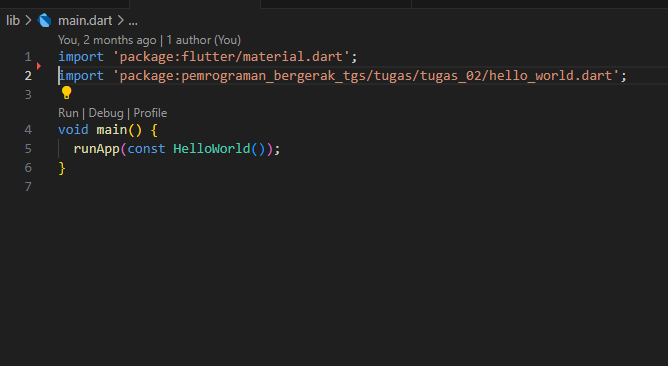 lib > main.dart > ...
You, 2 months ago | 1 author (You)
1 import 'package:flutter/material.dart';
2 import 'package:pemrograman_bergerak_tgs/tugas/tugas_02/hello_world.dart';
3
Run | Debug | Profile
4 void main() {
5   runApp(const HelloWorld());
6 }
7